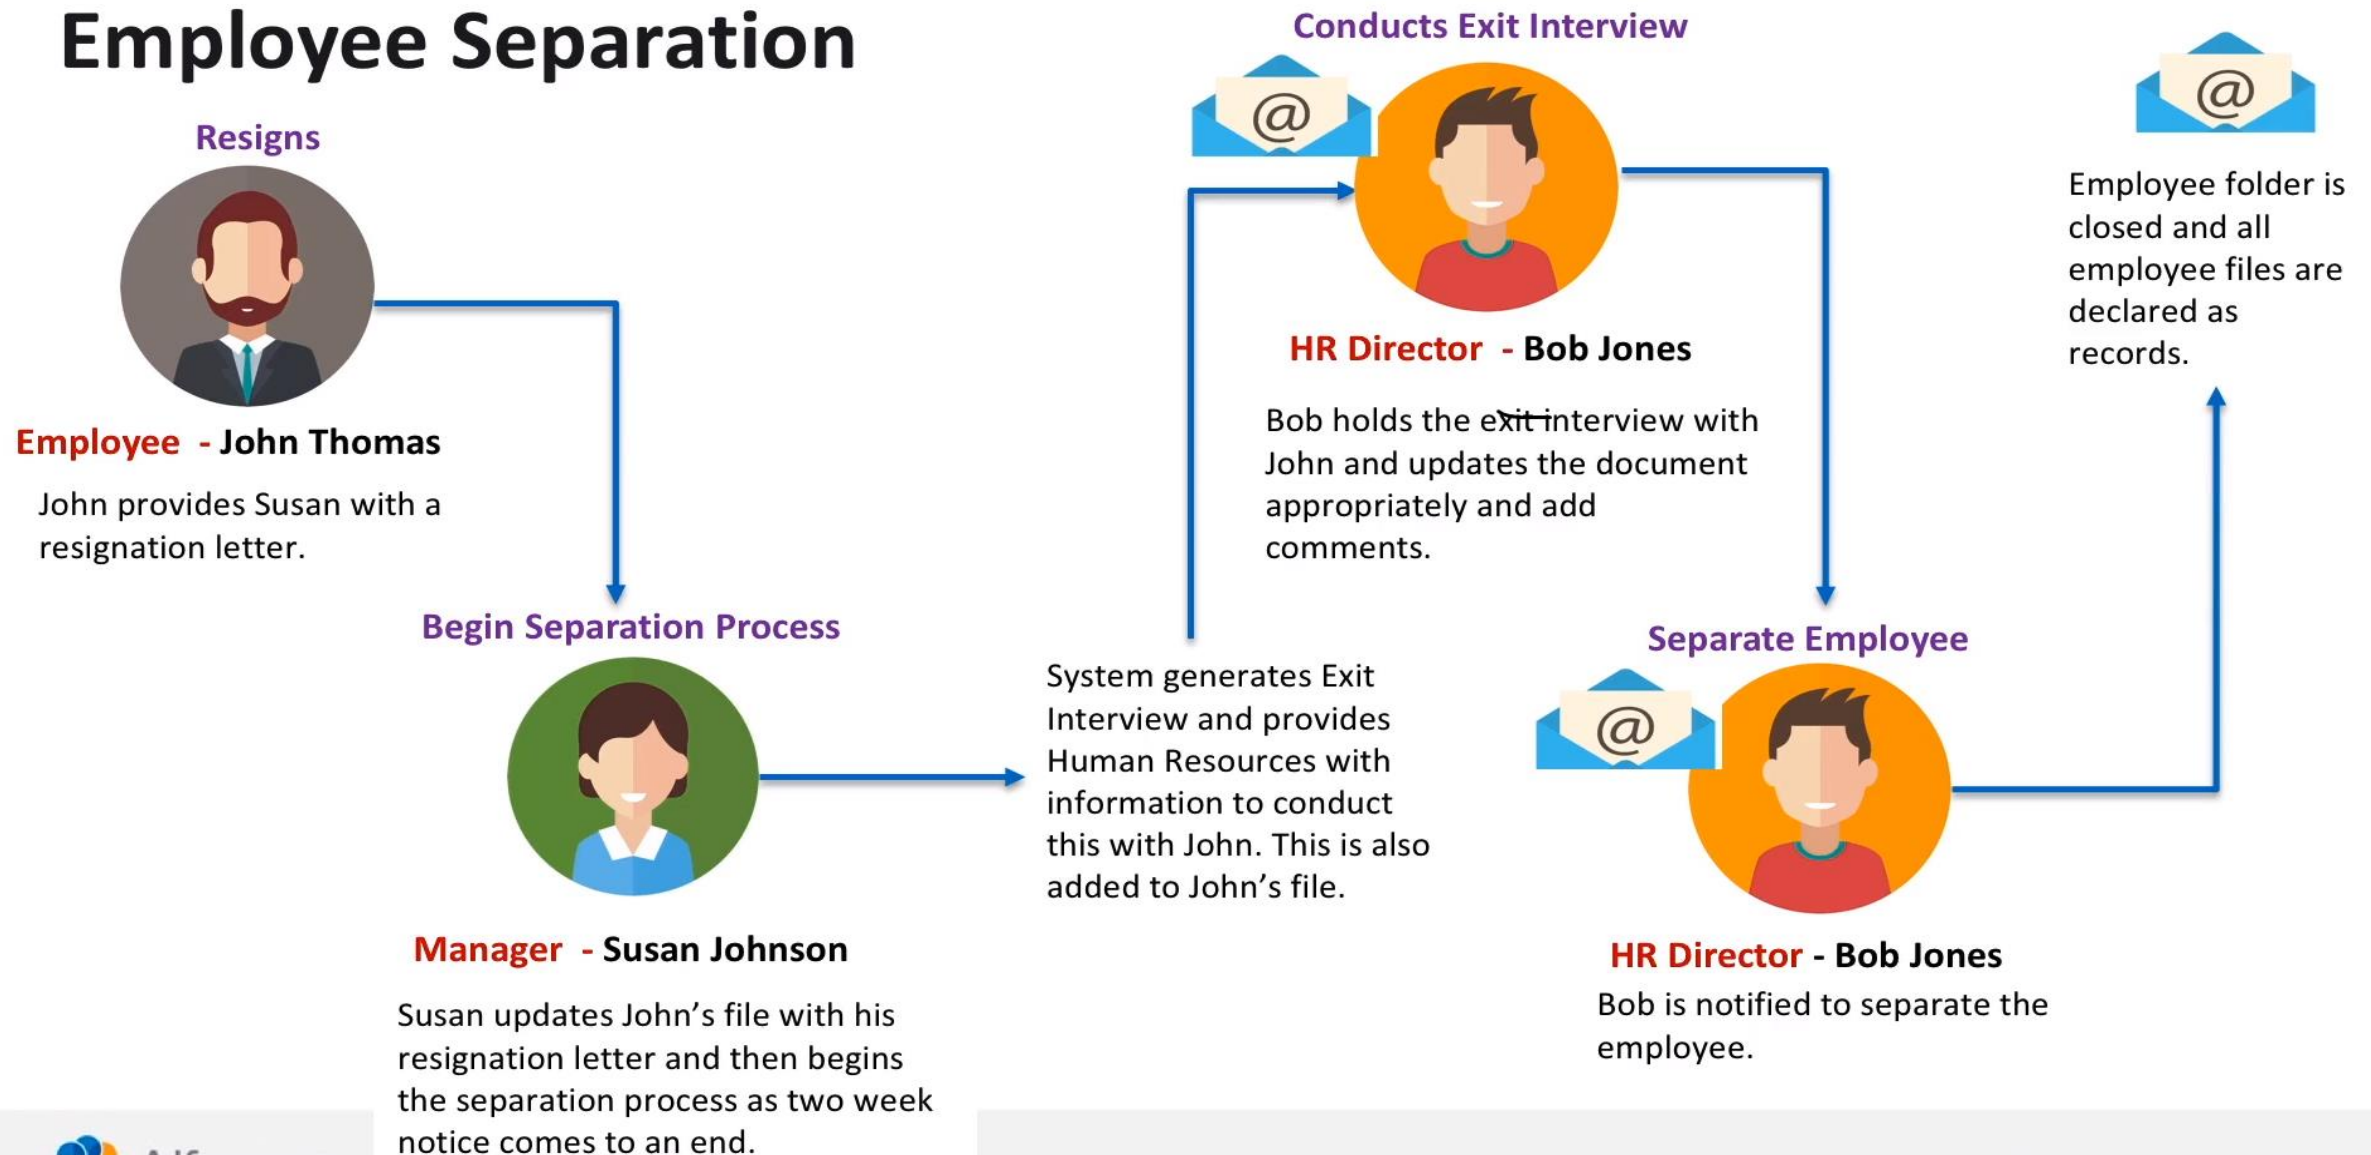 Employee Separation
Resigns
Employee - John Thomas
John provides Susan with a
resignation letter.
Begin Separation Process
Manager - Susan Johnson
Susan updates John’s file with his
resignation letter and then begins
the separation process as two week
notice comes to an end.
System generates Exit
Interview and provides
Human Resources with
information to conduct
this with John. This is also
added to John’s file.
Conducts Exit Interview
@
HR Director - Bob Jones
Bob holds the exit interview with
John and updates the document
appropriately and add
comments.
Separate Employee
@
HR Director - Bob Jones
Bob is notified to separate the
employee.
@
Employee folder is
closed and all
employee files are
declared as
records.